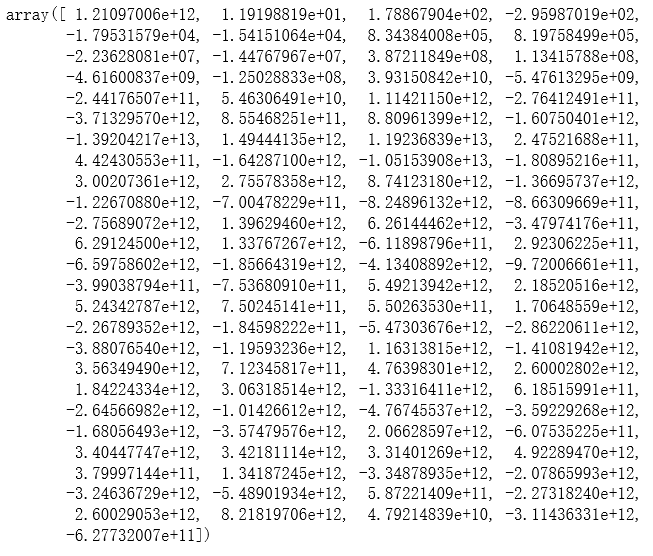 array([ 1.21097006e+12, 1.19198819e+01, 1.78867904e+02, -2.95987019e+02,
-1.79531579e+04, -1.54151064e+04, 8.34384008e+05, 8.19758499e+05,
-2.23628081e+07, -1.44767967e+07, 3.87211849e+08, 1.13415788e+08,
-4.61600837e+09, -1.25028833e+08, 3.93150842e+10, -5.47613295e+09,
-2.44176507e+11, 5.46306491e+10, 1.11421150e+12, -2.76412491e+11,
-3.71329570e+12, 8.55468251e+11, 8.80961399e+12, -1.60750401e+12,
-1.39204217e+13, 1.49444135e+12, 1.19236839e+13, 2.47521688e+11,
4.42430553e+11, -1.64287100e+12, -1.05153908e+13, -1.80895216e+11,
3.00207361e+12, 2.75578358e+12, 8.74123180e+12, -1.36695737e+12,
-1.22670880e+12, -7.00478229e+11, -8.24896132e+12, -8.66309669e+11,
-2.75689072e+12, 1.39629460e+12, 6.26144462e+12, -3.47974176e+11,
6.29124500e+12, 1.33767267e+12, -6.11898796e+11, 2.92306225e+11,
-6.59758602e+12, -1.85664319e+12, -4.13408892e+12, -9.72006661e+11,
-3.99038794e+11, -7.53680910e+11, 5.49213942e+12, 2.18520516e+12,
5.24342787e+12, 7.50245141e+11, 5.50263530e+11, 1.70648559e+12,
-2.26789352e+12, -1.84598222e+11, -5.47303676e+12, -2.86220611e+12,
-3.88076540e+12, -1.19593236e+12, 1.16313815e+12, -1.41081942e+12,
3.56349490e+12, 7.12345817e+11, 4.76398301e+12, 2.60002802e+12,
1.84224334e+12, 3.06318514e+12, -1.33316411e+12, 6.18515991e+11,
-2.64566982e+12, -1.01426612e+12, -4.76745537e+12, -3.59229268e+12,
-1.68056493e+12, -3.57479576e+12, 2.06628597e+12, -6.07535225e+11,
3.40447747e+12, 3.42181114e+12, 3.31401269e+12, 4.92289470e+12,
3.79997144e+11, 1.34187245e+12, -3.34878935e+12, -2.07865993e+12,
-3.24636729e+12, -5.48901934e+12, 5.87221409e+11, -2.27318240e+12,
2.60029053e+12, 8.21819706e+12, 4.79214839e+10, -3.11436331e+12,
-6.27732007e+11])